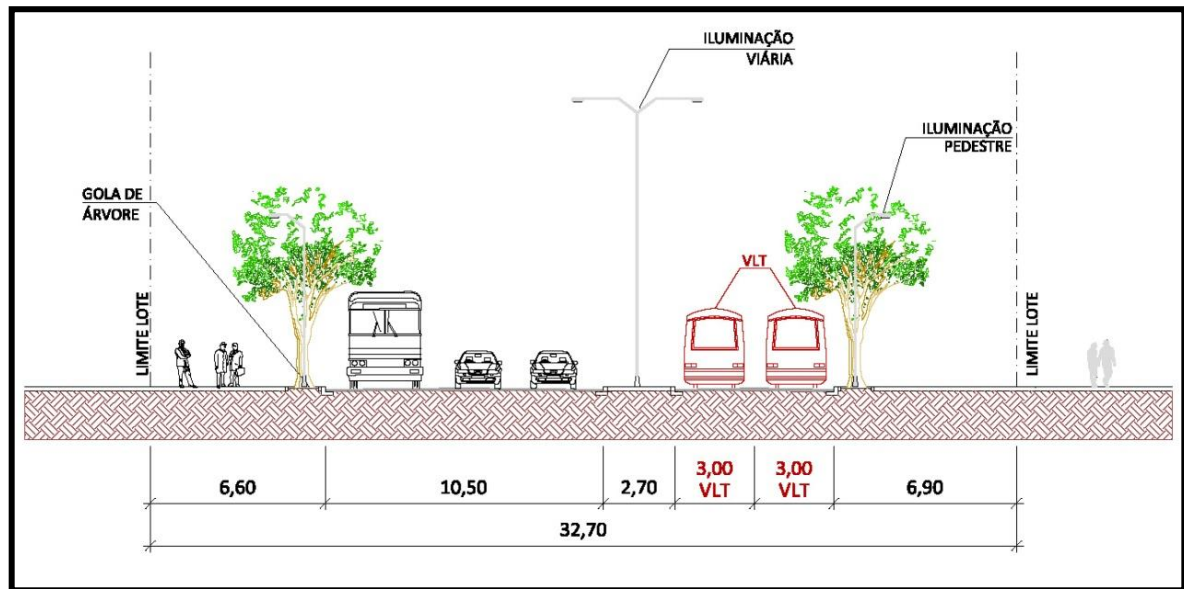 ILUMINAÇÃO
VIÁRIA
ILUMINAÇÃO
PEDESTRE
GOLA DE
ÁRVORE
VLT
LIMITE LOTE
LIMITE LOTE
6,60
10,50
2,70
3,00
VLT
3,00
VLT
6,90
32,70